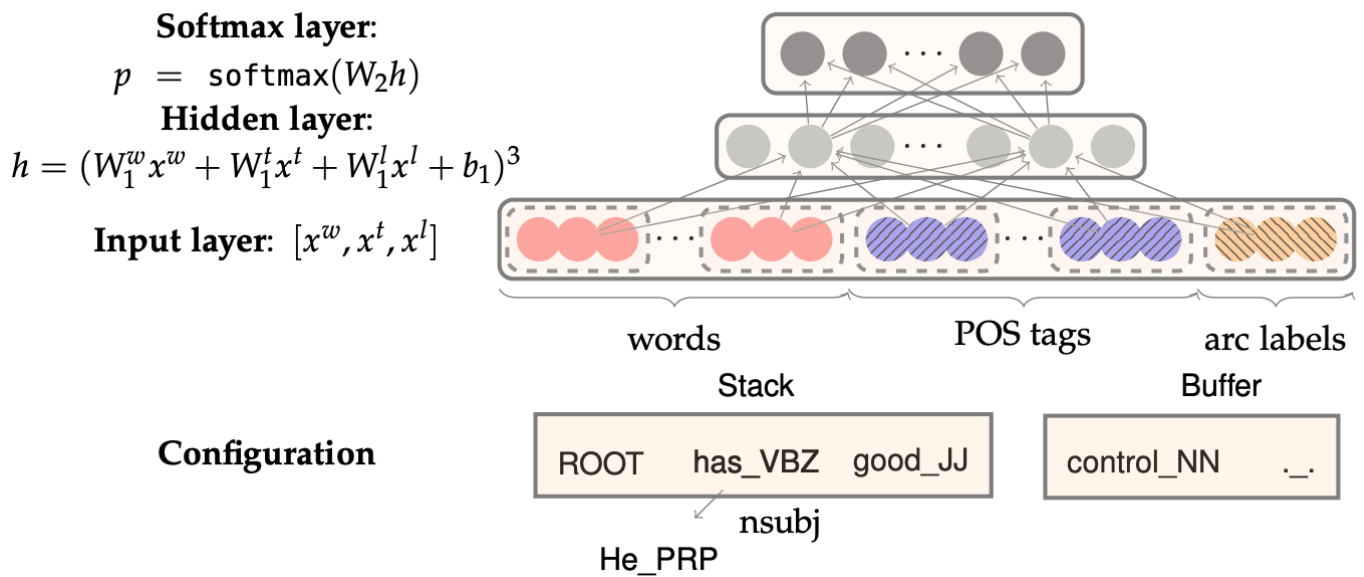 Softmax layer:
p = softmax(W₂h)
Hidden layer:
h = (W₁ʷxʷ + W₁ᵗxᵗ + W₁ˡxˡ + b₁)³
Input layer: [xʷ, xᵗ, xˡ]
· · ·
· · ·
· · · · · ·
words POS tags arc labels
Stack Buffer
Configuration ROOT has_VBZ good_JJ control_NN ._.
nsubj
He_PRP